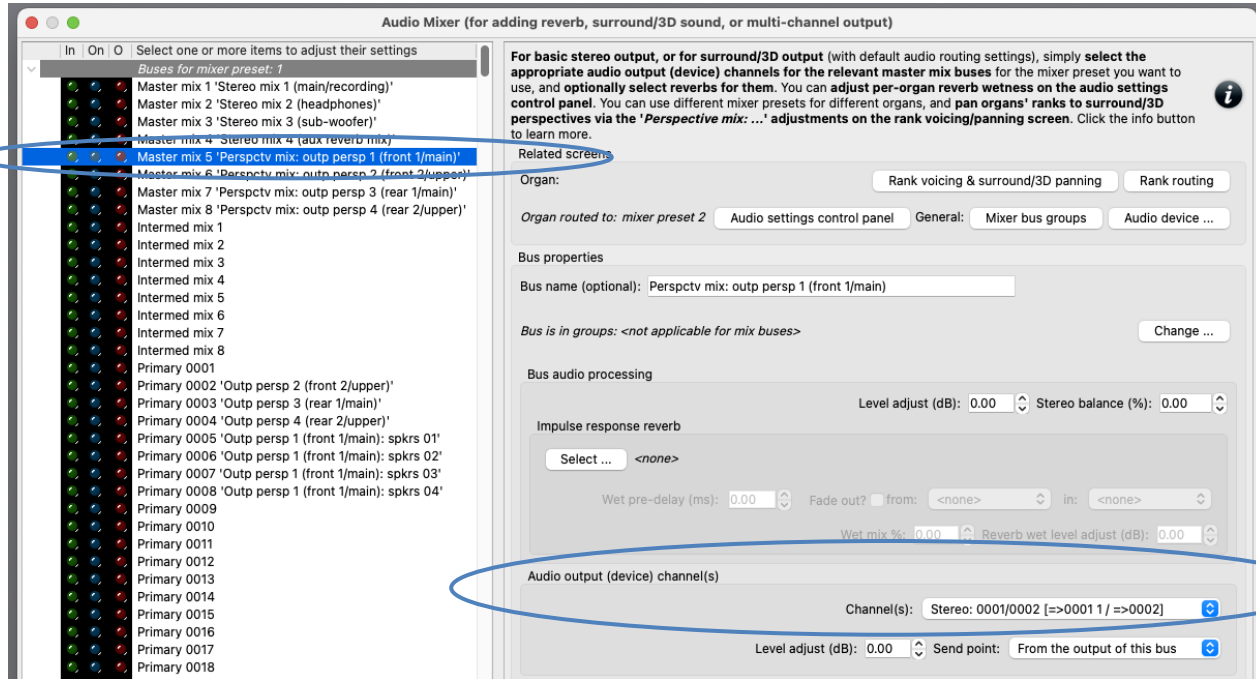 Audio Mixer (for adding reverb, surround/3D sound, or multi-channel output)
In On O Select one or more items to adjust their settings
Buses for mixer preset: 1
Master mix 1 'Stereo mix 1 (main/recording)'
Master mix 2 'Stereo mix 2 (headphones)'
Master mix 3 'Stereo mix 3 (sub-woofer)'
Master mix 4 'Stereo mix 4 (aux reverb mix)'
Master mix 5 'Perspctv mix: outp persp 1 (front 1/main)'
Master mix 6 'Perspctv mix: outp persp 2 (front 2/upper)'
Master mix 7 'Perspctv mix: outp persp 3 (rear 1/main)'
Master mix 8 'Perspctv mix: outp persp 4 (rear 2/upper)'
Intermed mix 1
Intermed mix 2
Intermed mix 3
Intermed mix 4
Intermed mix 5
Intermed mix 6
Intermed mix 7
Intermed mix 8
Primary 0001
Primary 0002 'Outp persp 2 (front 2/upper)'
Primary 0003 'Outp persp 3 (rear 1/main)'
Primary 0004 'Outp persp 4 (rear 2/upper)'
Primary 0005 'Outp persp 1 (front 1/main): spkrs 01'
Primary 0006 'Outp persp 1 (front 1/main): spkrs 02'
Primary 0007 'Outp persp 1 (front 1/main): spkrs 03'
Primary 0008 'Outp persp 1 (front 1/main): spkrs 04'
Primary 0009
Primary 0010
Primary 0011
Primary 0012
Primary 0013
Primary 0014
Primary 0015
Primary 0016
Primary 0017
Primary 0018
For basic stereo output, or for surround/3D output (with default audio routing settings), simply select the
appropriate audio output (device) channels for the relevant master mix buses for the mixer preset you want to
use, and optionally select reverbs for them. You can adjust per-organ reverb wetness on the audio settings
control panel. You can use different mixer presets for different organs, and pan organs' ranks to surround/3D
perspectives via the 'Perspective mix: ...' adjustments on the rank voicing/panning screen. Click the info button
to learn more.
Related screens
Organ: Rank voicing & surround/3D panning Rank routing
Organ routed to: mixer preset 2 Audio settings control panel General: Mixer bus groups Audio device ...
Bus properties
Bus name (optional): Perspctv mix: outp persp 1 (front 1/main)
Bus is in groups: <not applicable for mix buses> Change ...
Bus audio processing
Level adjust (dB): 0.00 Stereo balance (%): 0.00
Impulse response reverb
Select ... <none>
Wet pre-delay (ms): 0.00 Fade out? from: <none> in: <none>
Wet mix %: 0.00 Reverb wet level adjust (dB): 0.00
Audio output (device) channel(s)
Channel(s): Stereo: 0001/0002 [=>0001 1 / =>0002]
Level adjust (dB): 0.00 Send point: From the output of this bus